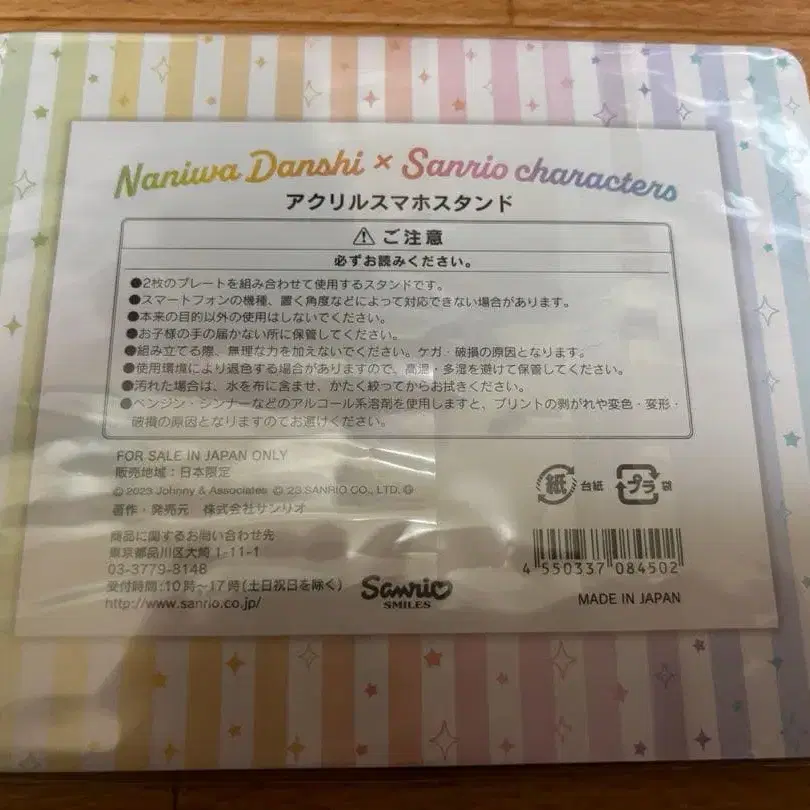 Naniwa Danshi × Sanrio characters
アクリルスマホスタンド
⚠ ご注意
必ずお読みください。
●2枚のプレートを組み合わせて使用するスタンドです。
●スマートフォンの機種、置く角度などによって対応できない場合があります。
●本来の目的以外の使用はしないでください。
●お子様の手の届かない所に保管してください。
●組み立てる際、無理な力を加えないでください。ケガ・破損の原因となります。
●使用環境により退色する場合がありますので、高温・多湿を避けて保管してください。
●汚れた場合は、水を布に含ませ、かたく絞ってからお拭きください。
●ベンジン・シンナーなどのアルコール系溶剤を使用しますと、プリントの剥がれや変色・変形・
破損の原因となりますのでお避けください。
FOR SALE IN JAPAN ONLY
販売地域：日本限定
© 2023 Johnny & Associates © '23 SANRIO CO., LTD. Ⓖ
著作・発売元 株式会社サンリオ
紙 台紙
プラ 袋
商品に関するお問い合わせ先
東京都品川区大崎 1-11-1
03-3779-8148
受付時間：10時～17時（土日祝日を除く）
http://www.sanrio.co.jp/
Sanrio
SMILES
4 550337 084502
MADE IN JAPAN